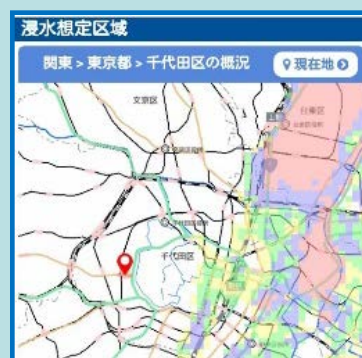 浸水想定区域
関東 > 東京都 > 千代田区の概況
現在地
文京区
台東区
千代田区